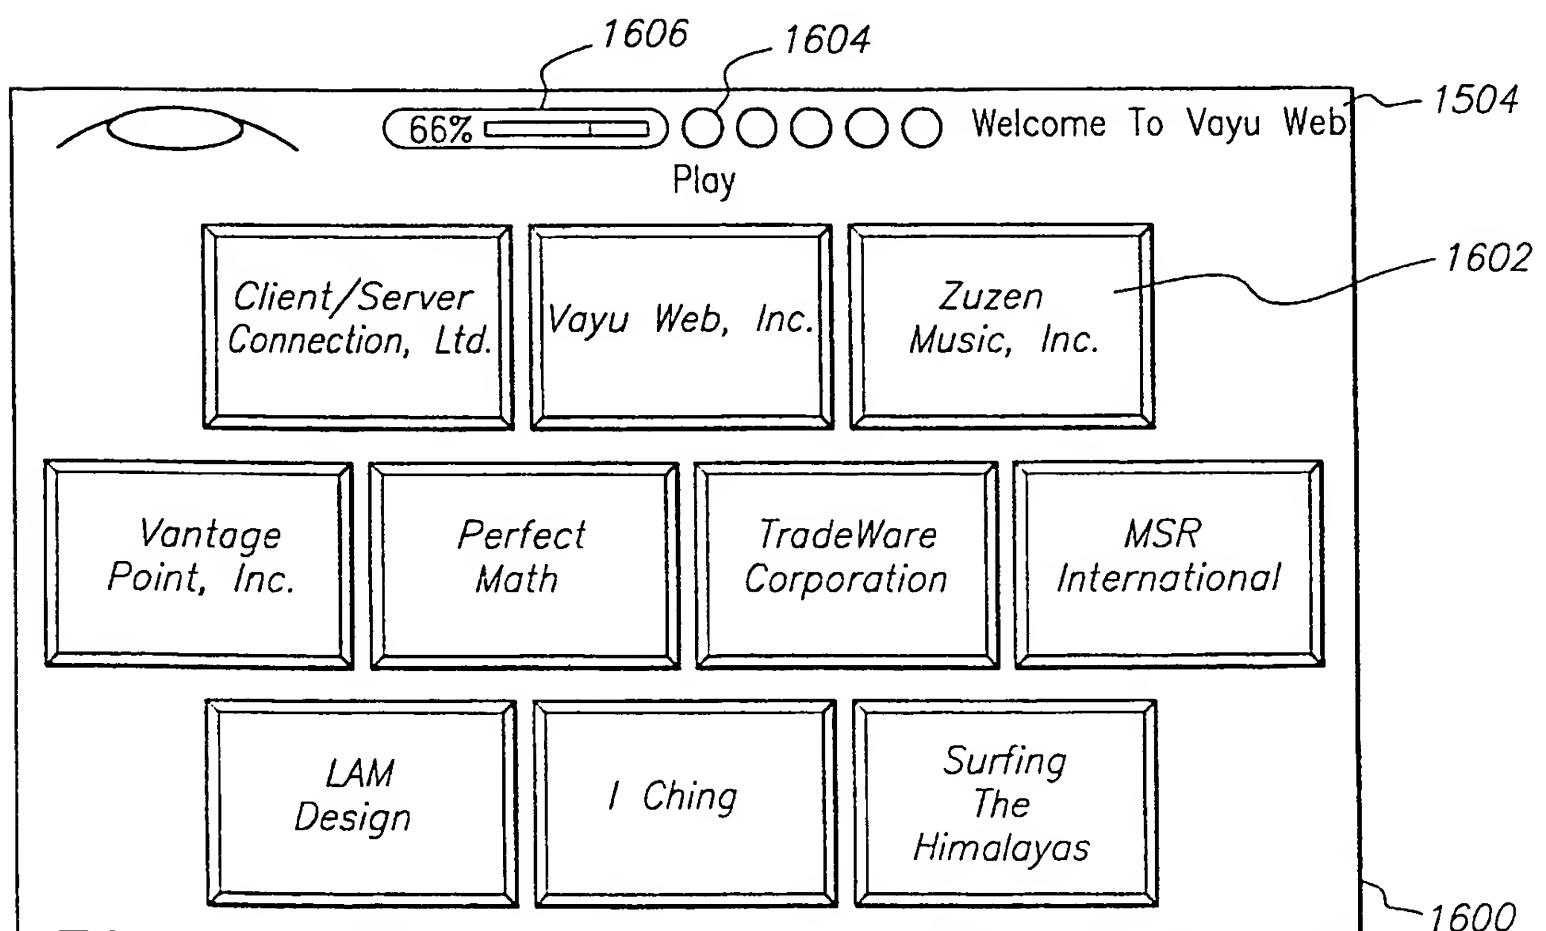 1606
1604
66%
Welcome To Vayu Web
1504
Play
Client/Server
Connection, Ltd.
Vayu Web, Inc.
Zuzen
Music, Inc.
1602
Vantage
Point, Inc.
Perfect
Math
TradeWare
Corporation
MSR
International
LAM
Design
I Ching
Surfing
The
Himalayas
1600